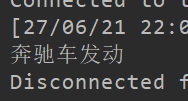 Connected to t
[27/06/21 22:0
奔驰车发动
Disconnected f